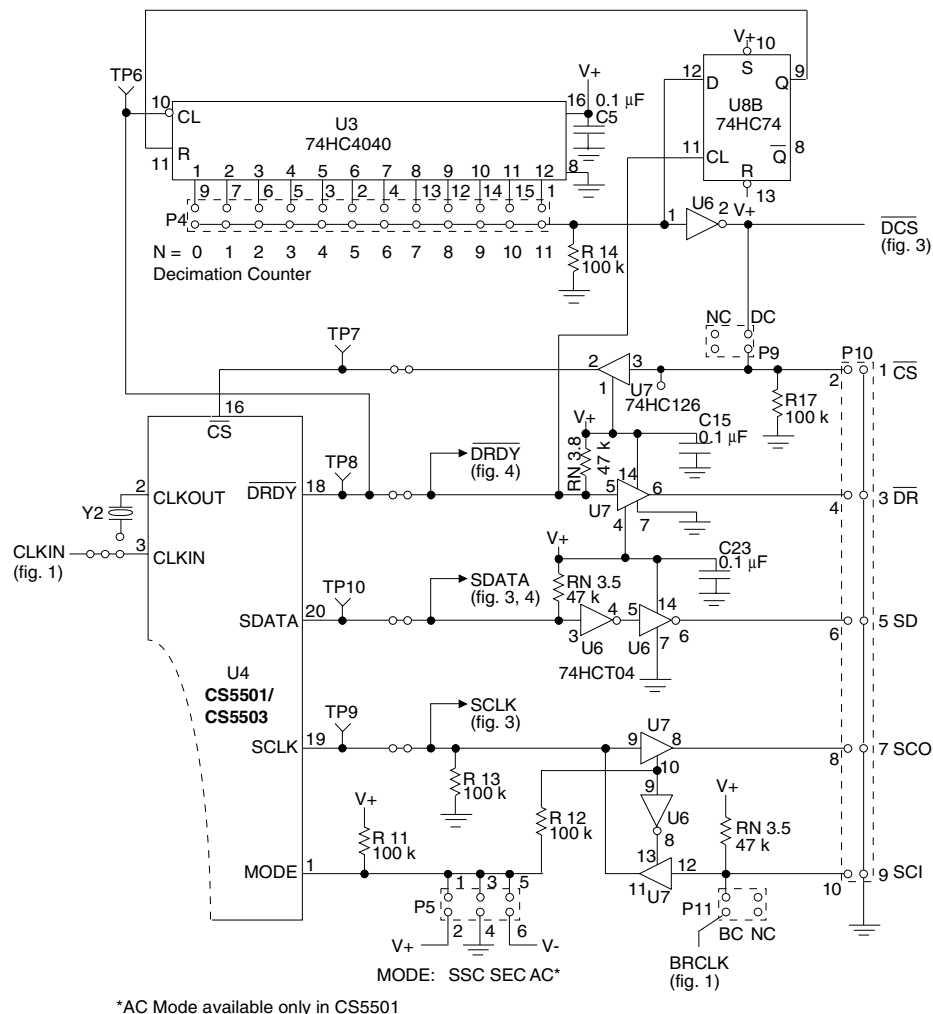 V+
10
S
12
D
Q
9
U8B
74HC74
11
CL
Q
8
R
13
TP6
10
CL
U3
74HC4040
R
11
V+
16
0.1 µF
C5
8
1 2 3 4 5 6 7 8 9 10 11 12
9 7 6 5 3 2 4 13 12 14 15 1
P4
N = 0 1 2 3 4 5 6 7 8 9 10 11
Decimation Counter
R 14
100 k
1
U6
2
V+
DCS
(fig. 3)
NC DC
P9
TP7
2
3
1
U7
74HC126
R17
100 k
P10
1 CS
2
16
CS
V+
RN 3.8
47 k
C15
0.1 µF
DRDY
(fig. 4)
TP8
DRDY
18
5
14
6
U7
4
7
3 DR
4
2
CLKOUT
Y2
CLKIN
(fig. 1)
3
CLKIN
V+
C23
0.1 µF
TP10
SDATA
(fig. 3, 4)
RN 3.5
47 k
SDATA
20
3
4
U6
5
14
6
U6
7
74HCT04
5 SD
6
U4
CS5501/
CS5503
TP9
SCLK
(fig. 3)
SCLK
19
U7
9
8
10
7 SCO
8
R 13
100 k
9
U6
8
R 12
100 k
V+
RN 3.5
47 k
V+
R 11
100 k
MODE
1
13
12
11
U7
9 SCI
10
1 3 5
P5
2 4 6
V+
V-
P11
BC NC
BRCLK
(fig. 1)
MODE: SSC SEC AC*
*AC Mode available only in CS5501